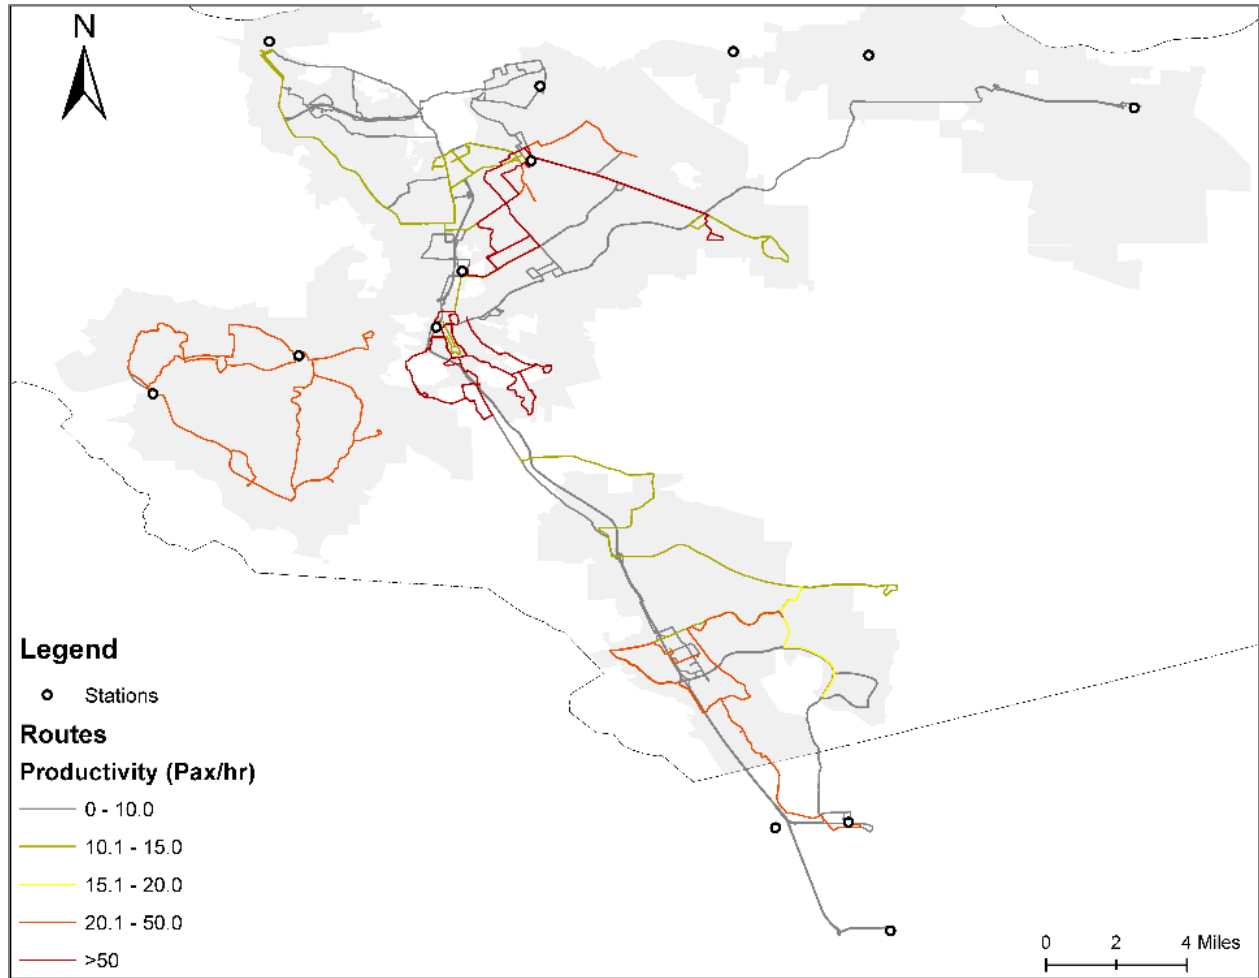 N
Legend
Stations
Routes
Productivity (Pax/hr)
0 - 10.0
10.1 - 15.0
15.1 - 20.0
20.1 - 50.0
>50
0 2 4 Miles